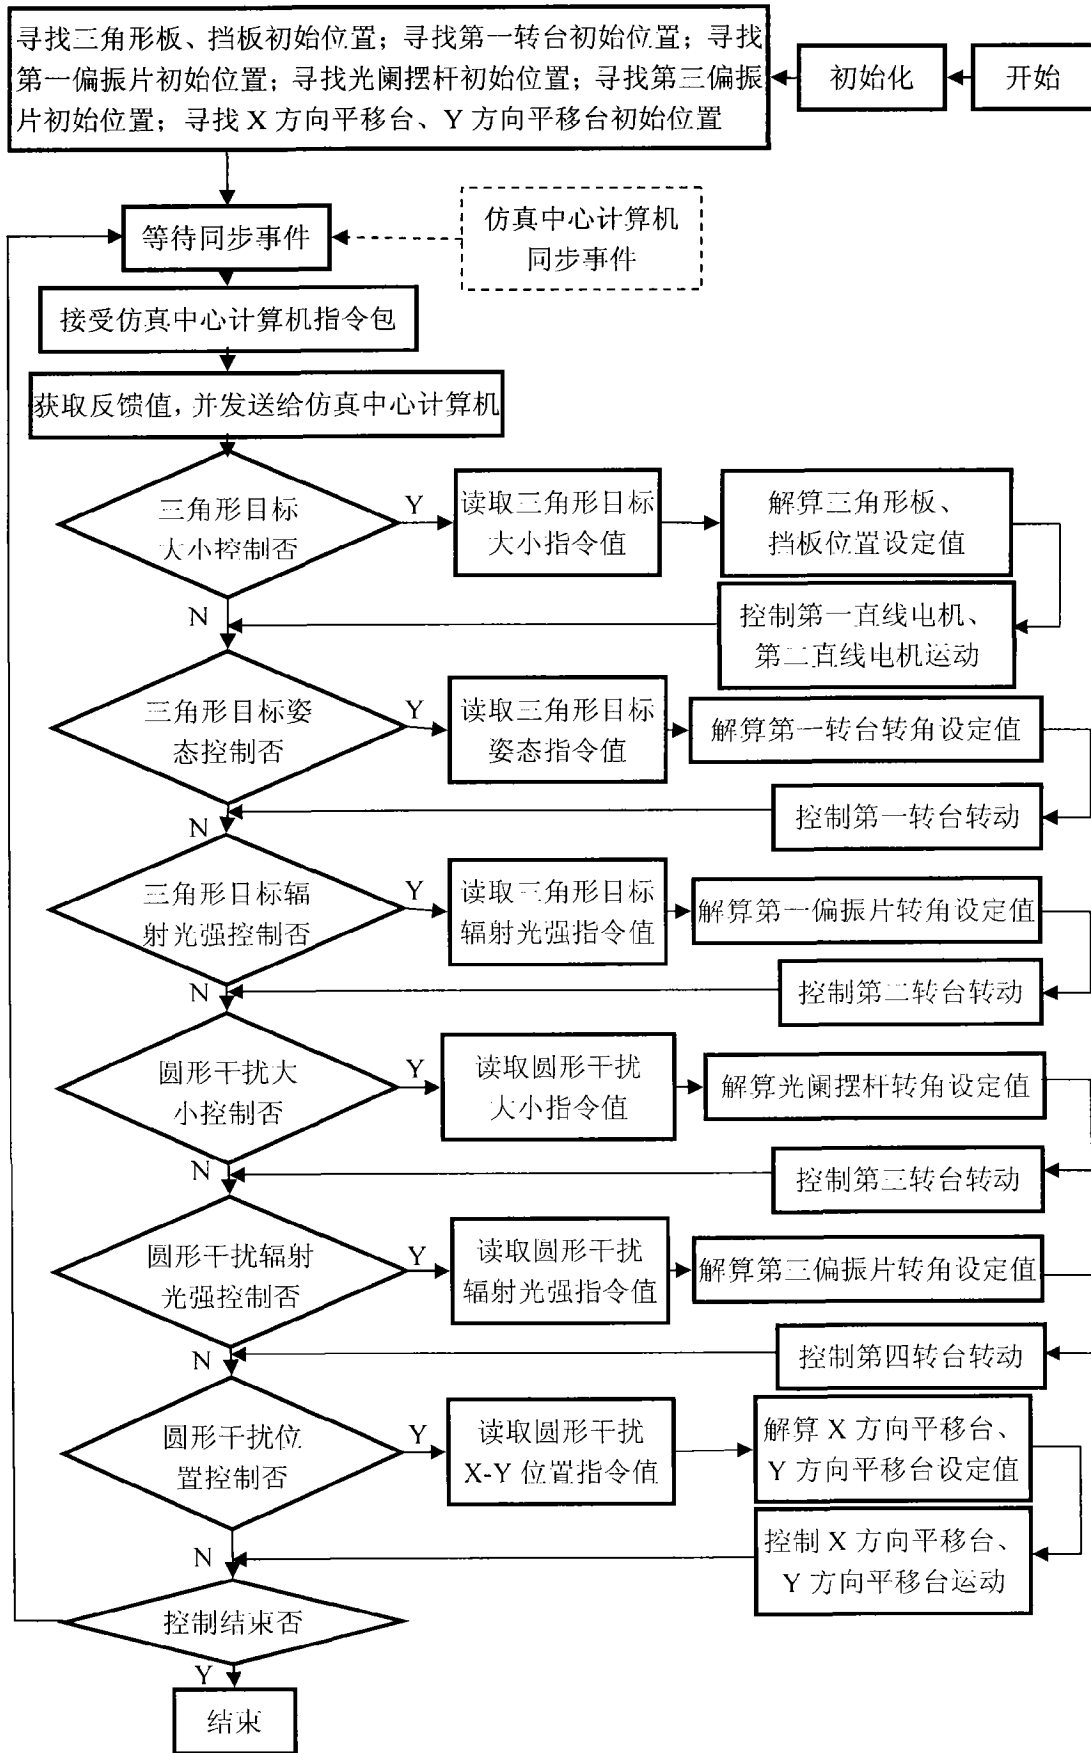 开始
初始化
寻找三角形板、挡板初始位置；寻找第一转台初始位置；寻找
第一偏振片初始位置；寻找光阑摆杆初始位置；寻找第三偏振
片初始位置；寻找 X 方向平移台、Y 方向平移台初始位置
等待同步事件
仿真中心计算机
同步事件
接受仿真中心计算机指令包
获取反馈值，并发送给仿真中心计算机
三角形目标
大小控制否
Y
读取三角形目标
大小指令值
解算三角形板、
挡板位置设定值
N
控制第一直线电机、
第二直线电机运动
三角形目标姿
态控制否
Y
读取三角形目标
姿态指令值
解算第一转台转角设定值
N
控制第一转台转动
三角形目标辐
射光强控制否
Y
读取三角形目标
辐射光强指令值
解算第一偏振片转角设定值
N
控制第二转台转动
圆形干扰大
小控制否
Y
读取圆形干扰
大小指令值
解算光阑摆杆转角设定值
N
控制第三转台转动
圆形干扰辐射
光强控制否
Y
读取圆形干扰
辐射光强指令值
解算第三偏振片转角设定值
N
控制第四转台转动
圆形干扰位
置控制否
Y
读取圆形干扰
X-Y 位置指令值
解算 X 方向平移台、
Y 方向平移台设定值
N
控制 X 方向平移台、
Y 方向平移台运动
控制结束否
Y
结束